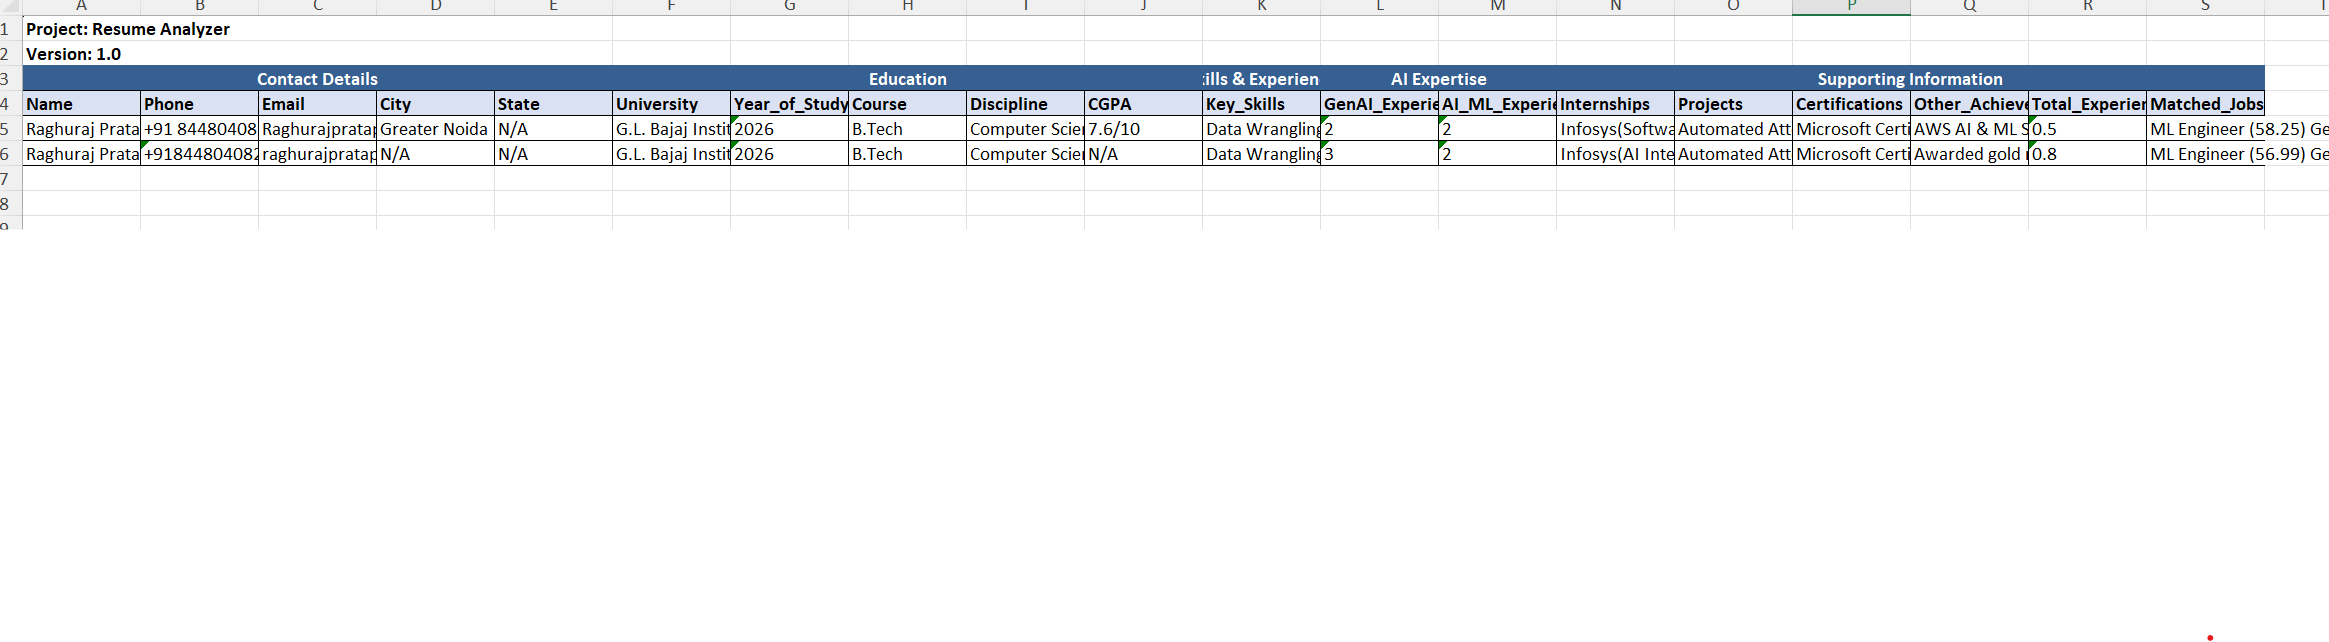 A B C D E F G H I J K L M N O P Q R S
1 Project: Resume Analyzer
2 Version: 1.0
3 Contact Details Education ills & Experien AI Expertise Supporting Information
4 Name Phone Email City State University Year_of_Study Course Discipline CGPA Key_Skills GenAI_Experie AI_ML_Experie Internships Projects Certifications Other_Achieve Total_Experier Matched_Jobs
5 Raghuraj Prata +91 84480408 Raghurajpratap Greater Noida N/A G.L. Bajaj Instit 2026 B.Tech Computer Scien 7.6/10 Data Wrangling 2 2 Infosys(Softwa Automated Att Microsoft Certi AWS AI & ML S 0.5 ML Engineer (58.25) Ge
6 Raghuraj Prata +9184480408 raghurajpratap N/A N/A G.L. Bajaj Instit 2026 B.Tech Computer Scien N/A Data Wrangling 3 2 Infosys(AI Inte Automated Att Microsoft Certi Awarded gold 0.8 ML Engineer (56.99) Ge
7
8
9